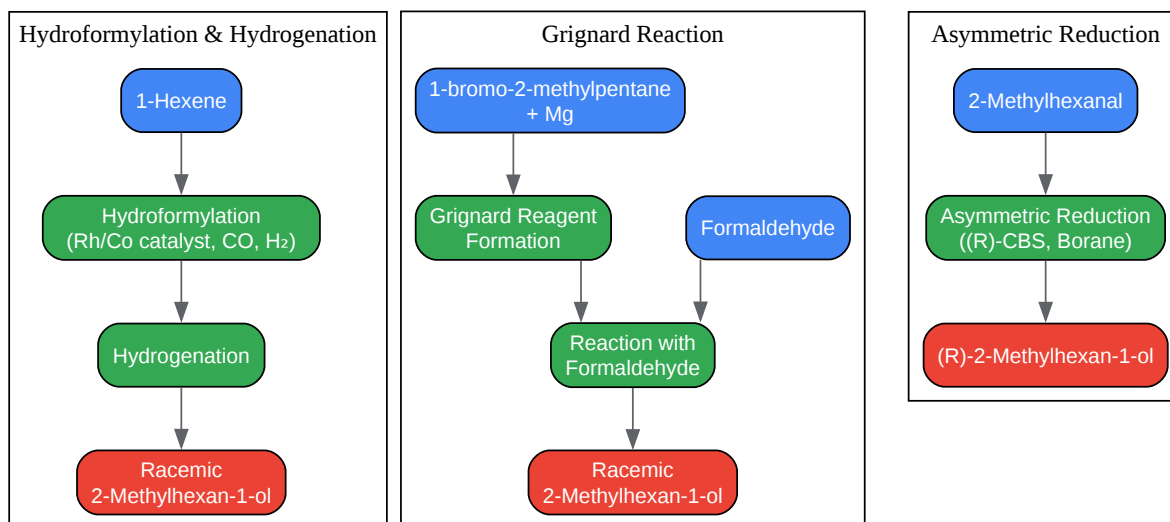 Hydroformylation & Hydrogenation
1-Hexene
Hydroformylation
(Rh/Co catalyst, CO, H₂)
Hydrogenation
Racemic
2-Methylhexan-1-ol
Grignard Reaction
1-bromo-2-methylpentane
+ Mg
Grignard Reagent
Formation
Formaldehyde
Reaction with
Formaldehyde
Racemic
2-Methylhexan-1-ol
Asymmetric Reduction
2-Methylhexanal
Asymmetric Reduction
((R)-CBS, Borane)
(R)-2-Methylhexan-1-ol